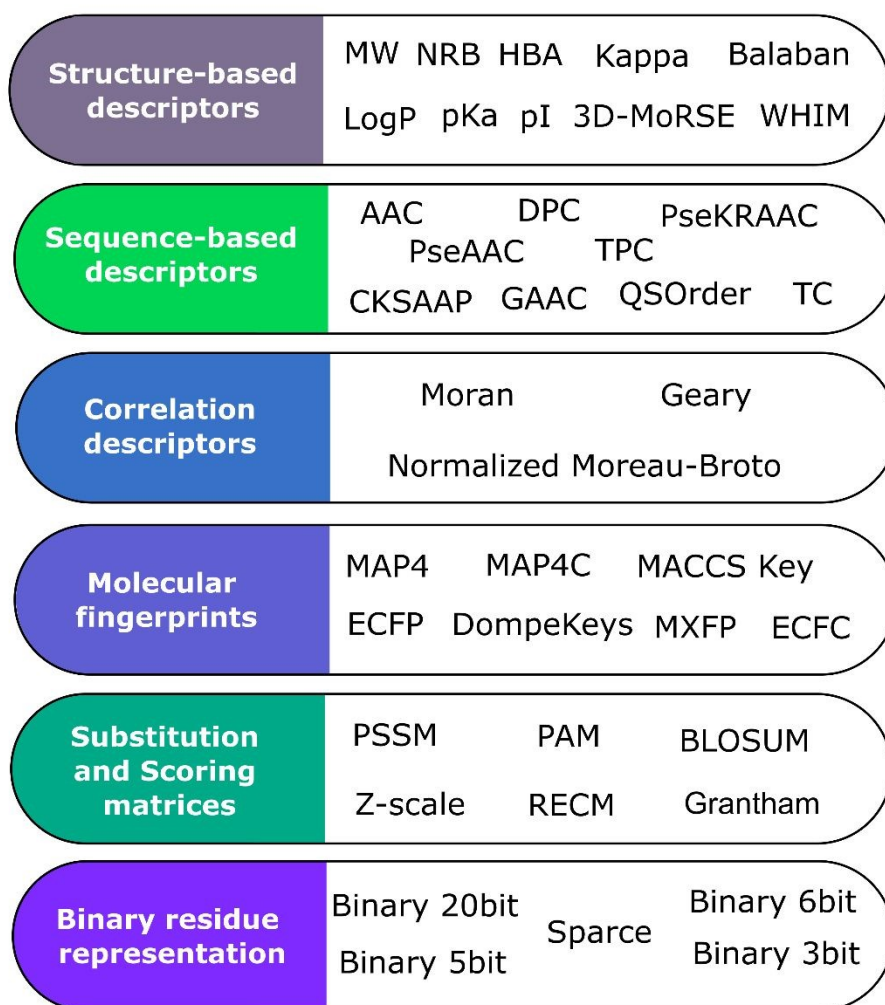 Structure-based
descriptors
MW NRB HBA Kappa Balaban
LogP pKa pI 3D-MoRSE WHIM
Sequence-based
descriptors
AAC DPC PseKRAAC
PseAAC TPC
CKSAAP GAAC QSOrder TC
Correlation
descriptors
Moran Geary
Normalized Moreau-Broto
Molecular
fingerprints
MAP4 MAP4C MACCS Key
ECFP DompeKeys MXFP ECFC
Substitution
and Scoring
matrices
PSSM PAM BLOSUM
Z-scale RECM Grantham
Binary residue
representation
Binary 20bit Sparce Binary 6bit
Binary 5bit Binary 3bit